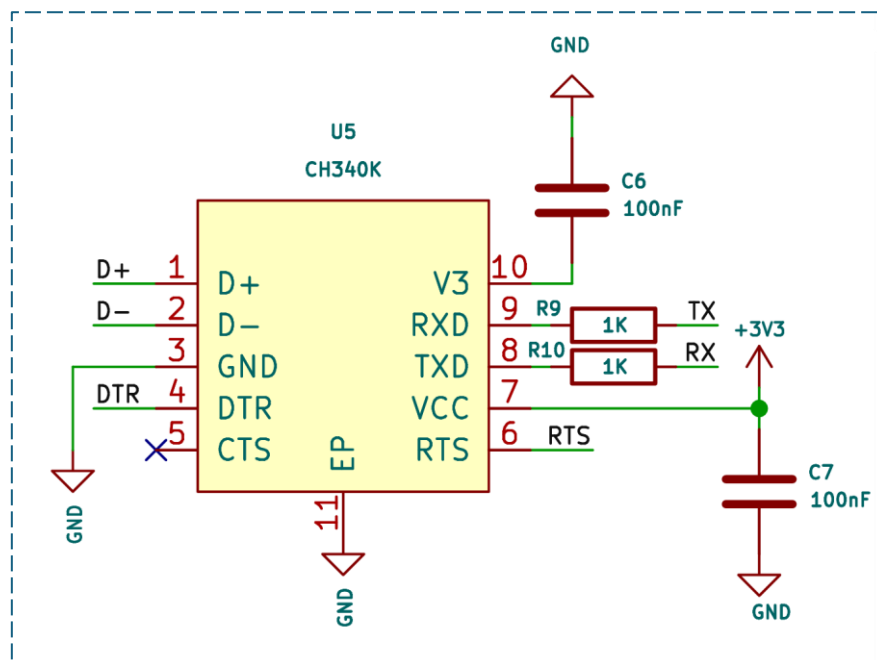 GND
U5
CH340K
C6
100nF
D+ 1 D+ V3 10
D- 2 D- RXD 9 R9 1K TX
+3V3
3 GND TXD 8 R10 1K RX
DTR 4 DTR VCC 7
5 CTS EP RTS 6 RTS
C7
100nF
11
GND
GND
GND